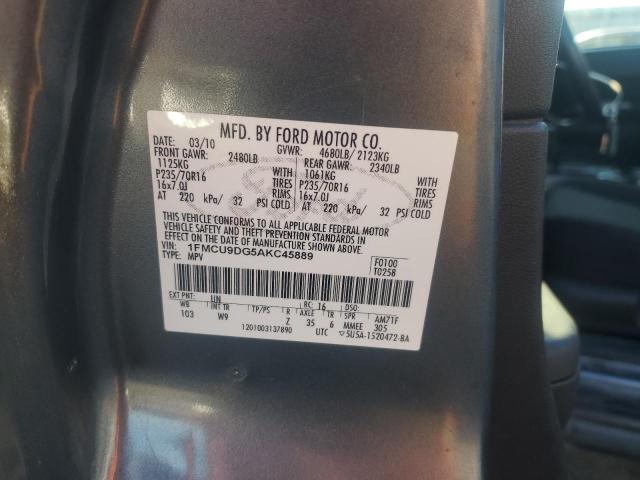 MFD. BY FORD MOTOR CO.
DATE: 03/10 GVWR: 4680LB/ 2123KG
FRONT GAWR: 2480LB REAR GAWR: 2340LB
1125KG WITH 1061KG WITH
P235/70R16 TIRES P235/70R16 TIRES
16x7.0J RIMS 16x7.0J RIMS
AT 220 kPa/ 32 PSI COLD AT 220 kPa/ 32 PSI COLD
THIS VEHICLE CONFORMS TO ALL APPLICABLE FEDERAL MOTOR
VEHICLE SAFETY AND THEFT PREVENTION STANDARDS IN
EFFECT ON THE DATE OF MANUFACTURE SHOWN ABOVE.
VIN: 1FMCU9DG5AKC45889 F0100
TYPE: MPV T0258
EXT PNT: UN RC: 16 DSO:
WB INT TR TP/PS R AXLE TR SPR AM71F
103 W9 Z 35 6 MMEE 305
1201003137890 UTC ▽5U5A-1520472-BA
Ford